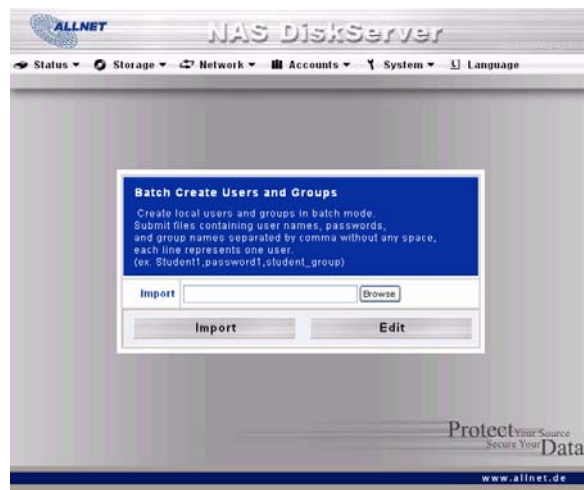 ALLNET
NAS DiskServer
Status Storage Network Accounts System Language
Batch Create Users and Groups
Create local users and groups in batch mode.
Submit files containing user names, passwords,
and group names separated by comma without any space,
each line represents one user.
(ex. Student1,password1,student_group)
Import Browse
Import Edit
Protect Your Source
Secure Your Data
www.allnet.de